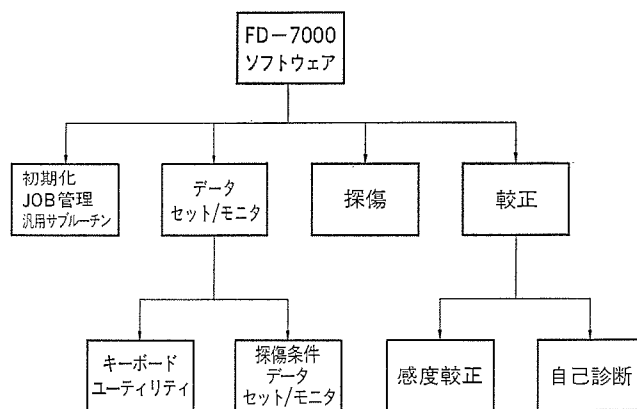 FD−7000
ソフトウェア
初期化
JOB管理
汎用サブルーチン
データ
セット/モニタ
探傷
較正
キーボード
ユーティリティ
探傷条件
データ
セット/モニタ
感度較正
自己診断